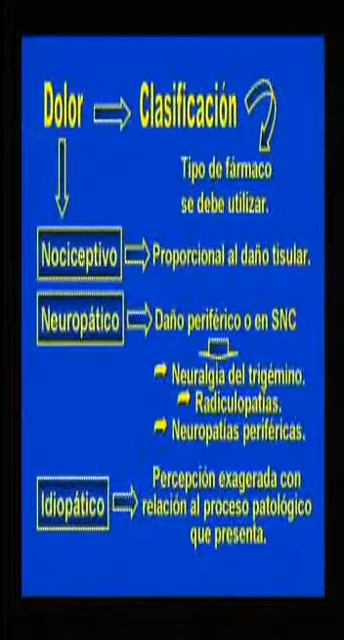 Dolor Clasificación
Tipo de fármaco
se debe utilizar.
Nociceptivo Proporcional al daño tisular.
Neuropático Daño periférico o en SNC
Neuralgia del trigémino.
Radiculopatías.
Neuropatías periféricas.
Idiopático
Percepción exagerada con
relación al proceso patológico
que presenta.